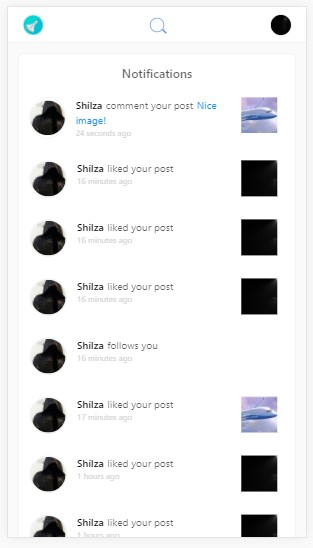 Notifications
Shilza comment your post Nice
image!
24 seconds ago
Shilza liked your post
16 minutes ago
Shilza liked your post
16 minutes ago
Shilza liked your post
16 minutes ago
Shilza follows you
16 minutes ago
Shilza liked your post
17 minutes ago
Shilza liked your post
1 hours ago
Shilza liked your post
1 hours ago